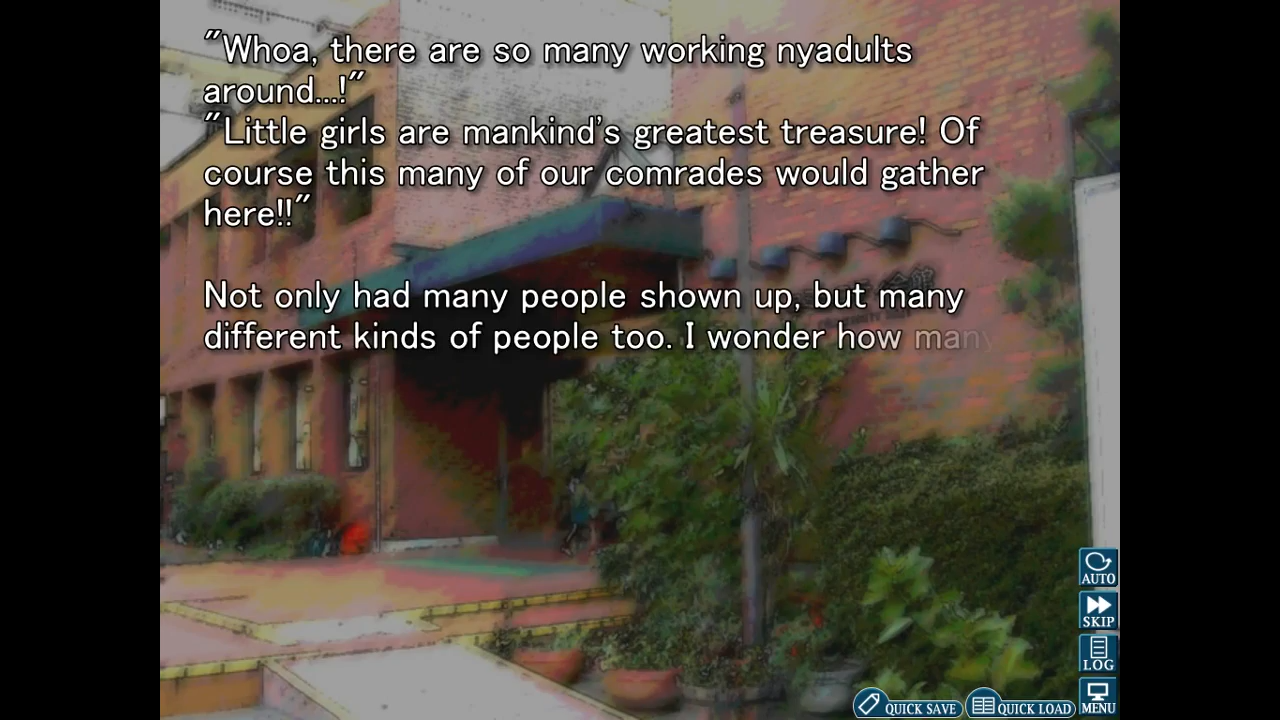 "Whoa, there are so many working nyadults
around...!"
"Little girls are mankind's greatest treasure! Of
course this many of our comrades would gather
here!!"
Not only had many people shown up, but many
different kinds of people too. I wonder how many
AUTO
SKIP
LOG
MENU
QUICK SAVE
QUICK LOAD